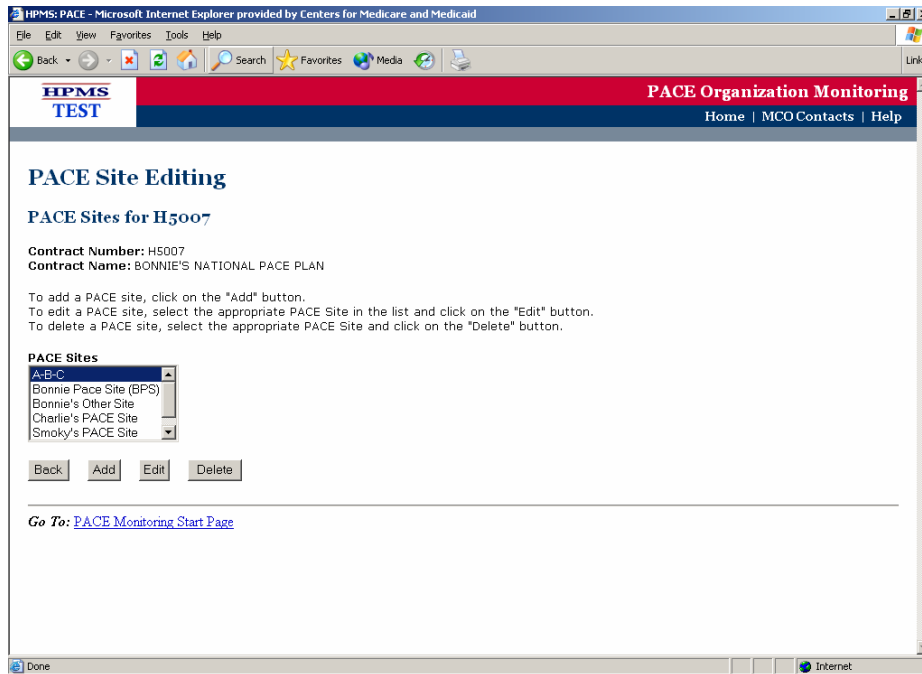 HPMS: PACE - Microsoft Internet Explorer provided by Centers for Medicare and Medicaid
File Edit View Favorites Tools Help
Back Search Favorites Media
Link
HPMS
TEST
PACE Organization Monitoring
Home | MCO Contacts | Help
PACE Site Editing
PACE Sites for H5007
Contract Number: H5007
Contract Name: BONNIE'S NATIONAL PACE PLAN
To add a PACE site, click on the "Add" button.
To edit a PACE site, select the appropriate PACE Site in the list and click on the "Edit" button.
To delete a PACE site, select the appropriate PACE Site and click on the "Delete" button.
PACE Sites
A-B-C
Bonnie Pace Site (BPS)
Bonnie's Other Site
Charlie's PACE Site
Smoky's PACE Site
Back Add Edit Delete
Go To: PACE Monitoring Start Page
Done Internet